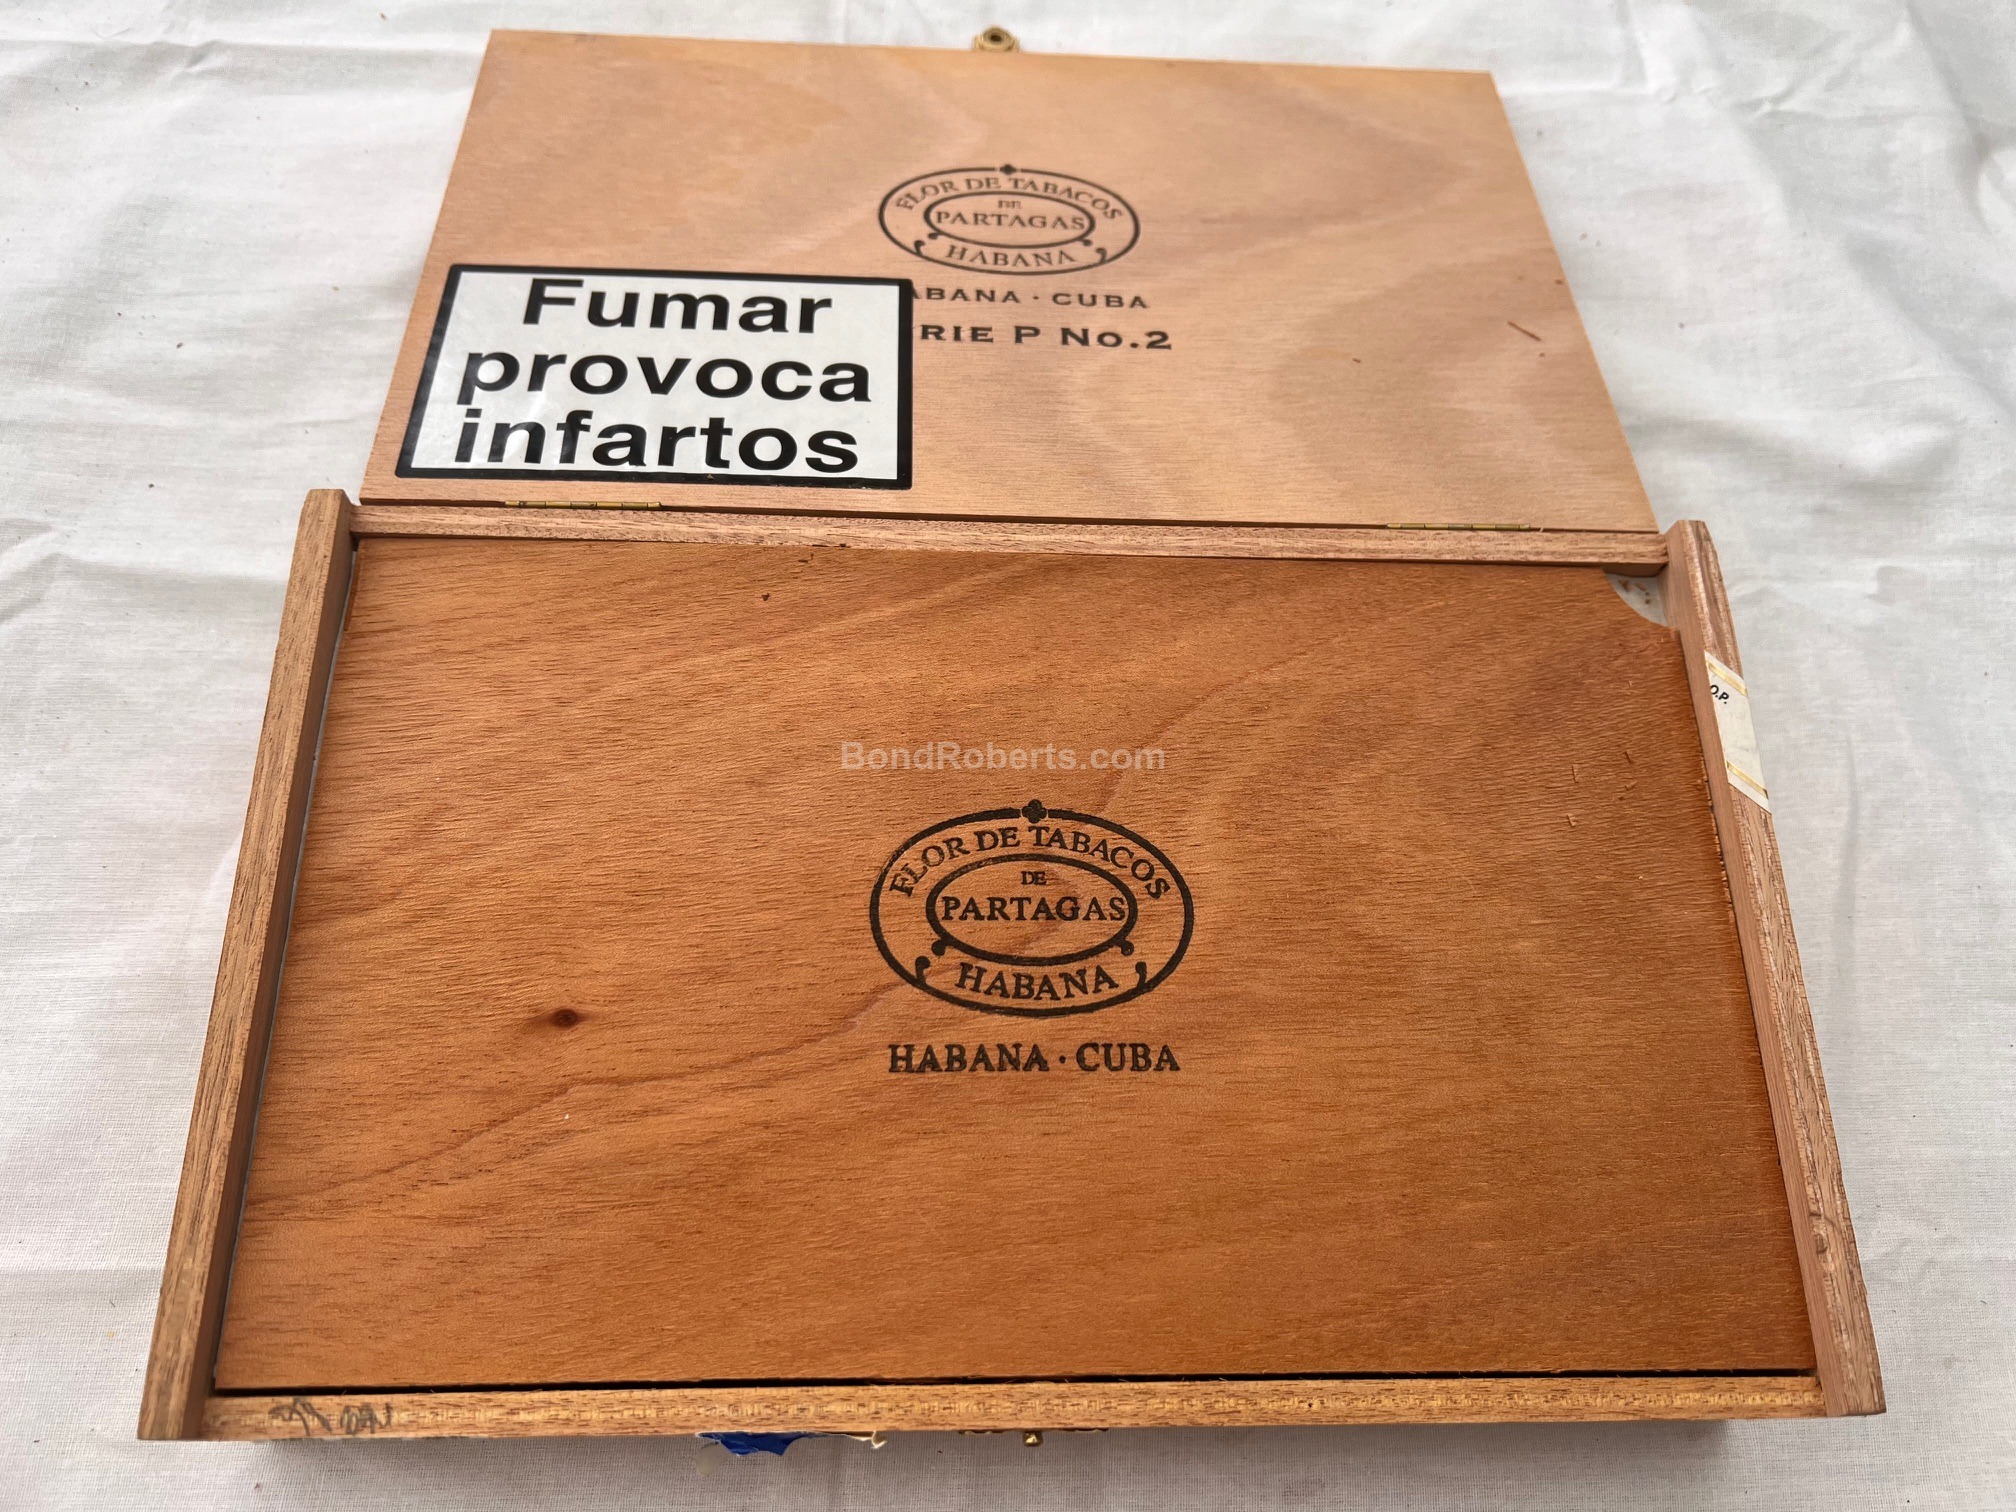 FLOR DE TABACOS
DE
PARTAGAS
HABANA
HABANA · CUBA
RIE P No.2
Fumar
provoca
infartos
O.P.
BondRoberts.com
FLOR DE TABACOS
DE
PARTAGAS
HABANA
HABANA · CUBA